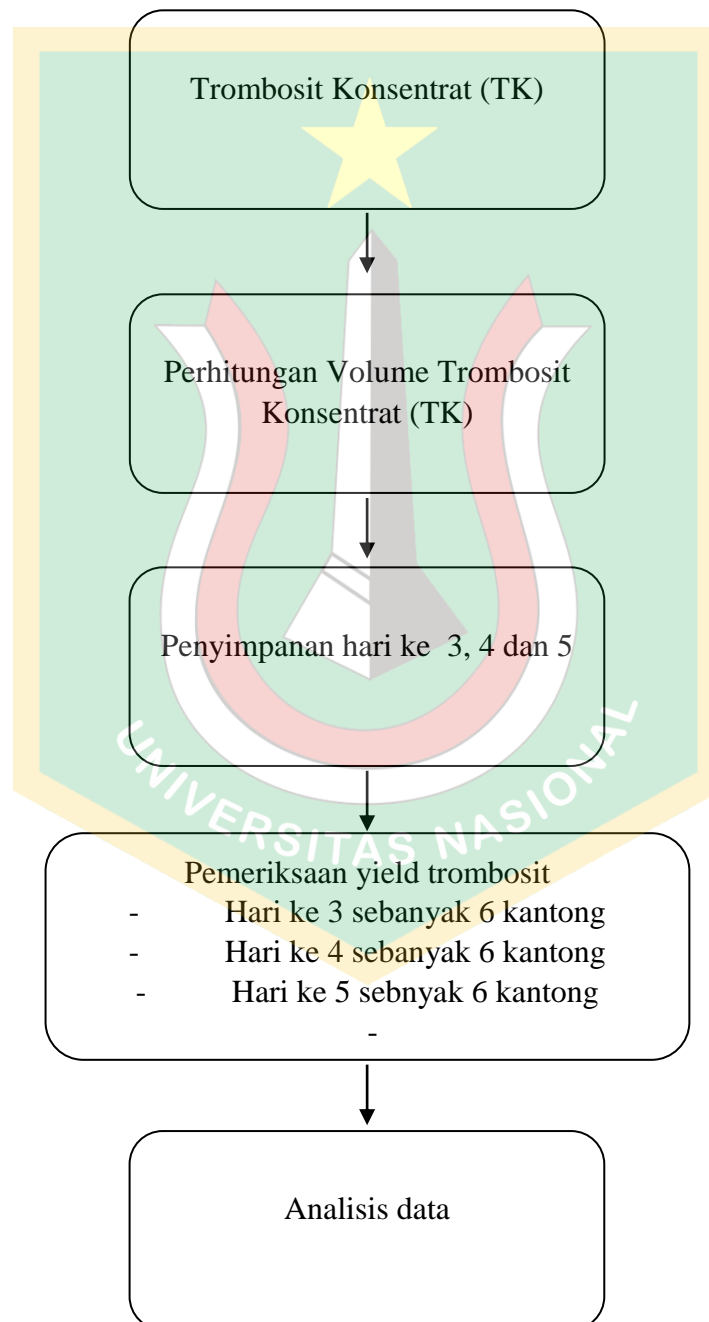 Trombosit Konsentrat (TK)
Perhitungan Volume Trombosit
Konsentrat (TK)
Penyimpanan hari ke 3, 4 dan 5
UNIVERSITAS NASIONAL
Pemeriksaan yield trombosit
- Hari ke 3 sebanyak 6 kantong
- Hari ke 4 sebanyak 6 kantong
- Hari ke 5 sebnyak 6 kantong
-
Analisis data